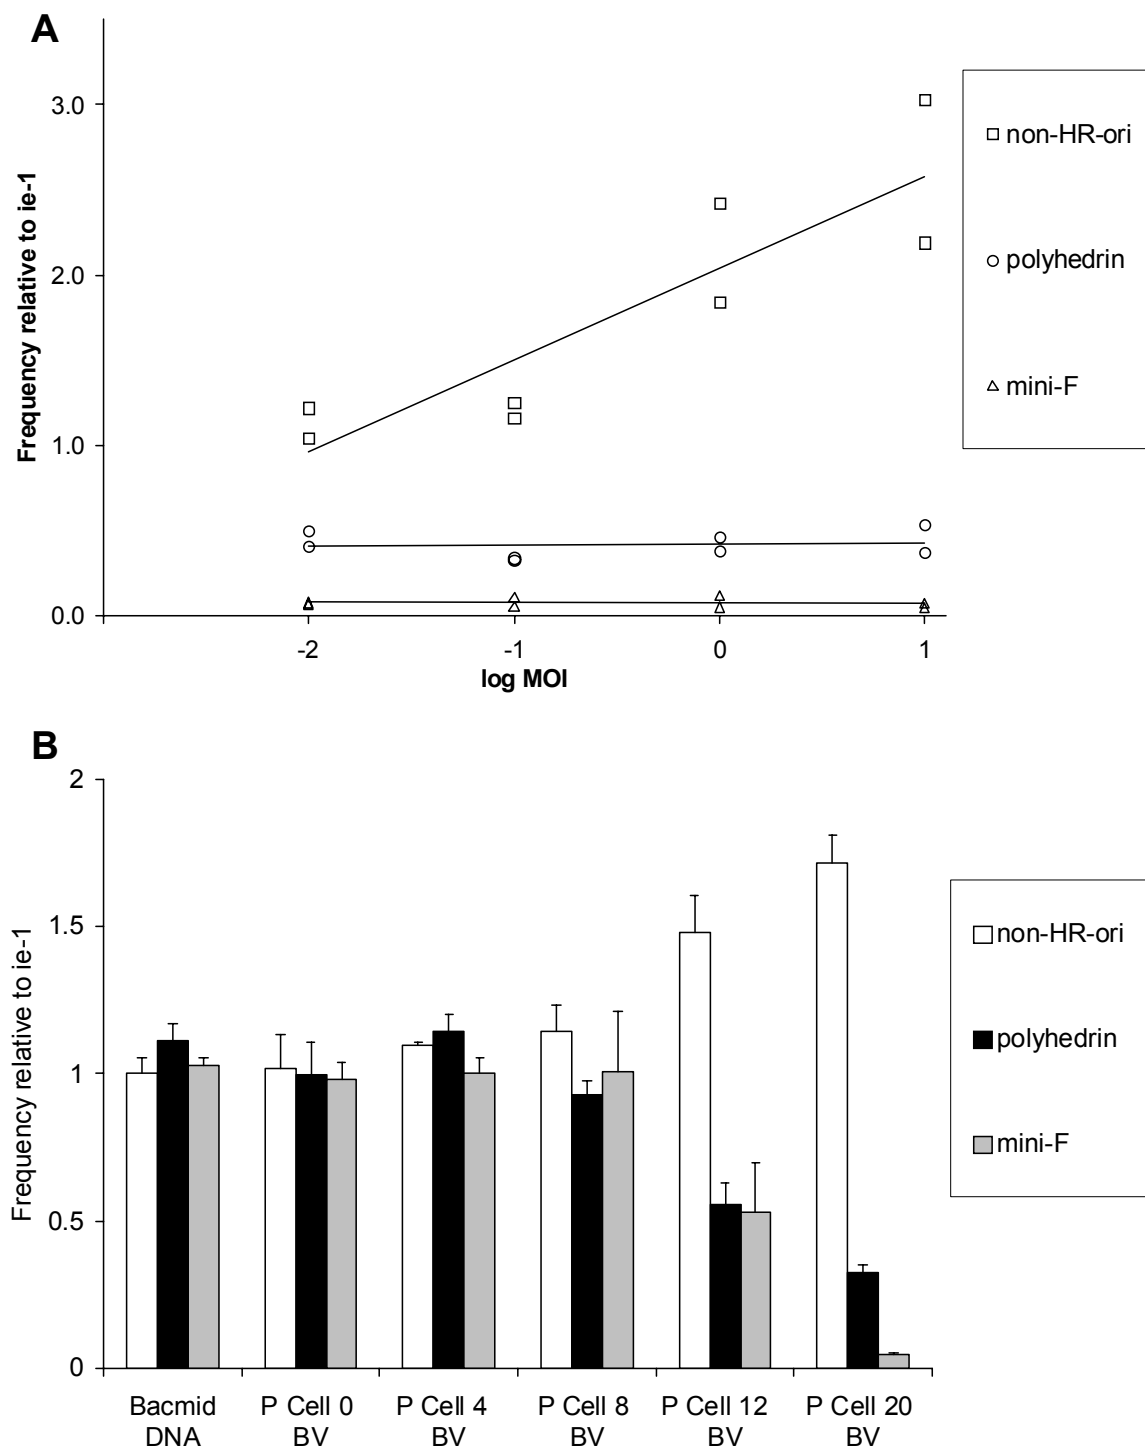 A
Frequency relative to ie-1
3.0
2.0
1.0
0.0
-2
-1
0
1
log MOI
non-HR-ori
polyhedrin
mini-F
B
Frequency relative to ie-1
2
1.5
1
0.5
0
Bacmid
DNA
P Cell 0
BV
P Cell 4
BV
P Cell 8
BV
P Cell 12
BV
P Cell 20
BV
non-HR-ori
polyhedrin
mini-F